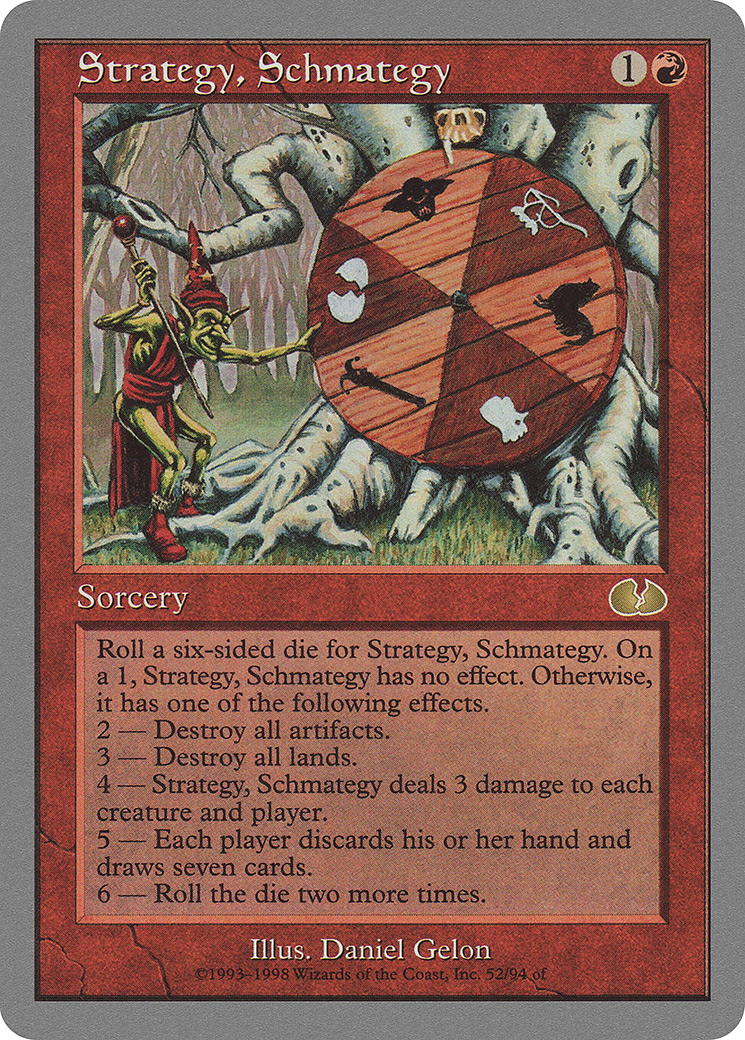 Strategy, Schmategy 1
Sorcery
Roll a six-sided die for Strategy, Schmategy. On
a 1, Strategy, Schmategy has no effect. Otherwise,
it has one of the following effects.
2 — Destroy all artifacts.
3 — Destroy all lands.
4 — Strategy, Schmategy deals 3 damage to each
creature and player.
5 — Each player discards his or her hand and
draws seven cards.
6 — Roll the die two more times.
Illus. Daniel Gelon
©1993–1998 Wizards of the Coast, Inc. 52/94 of